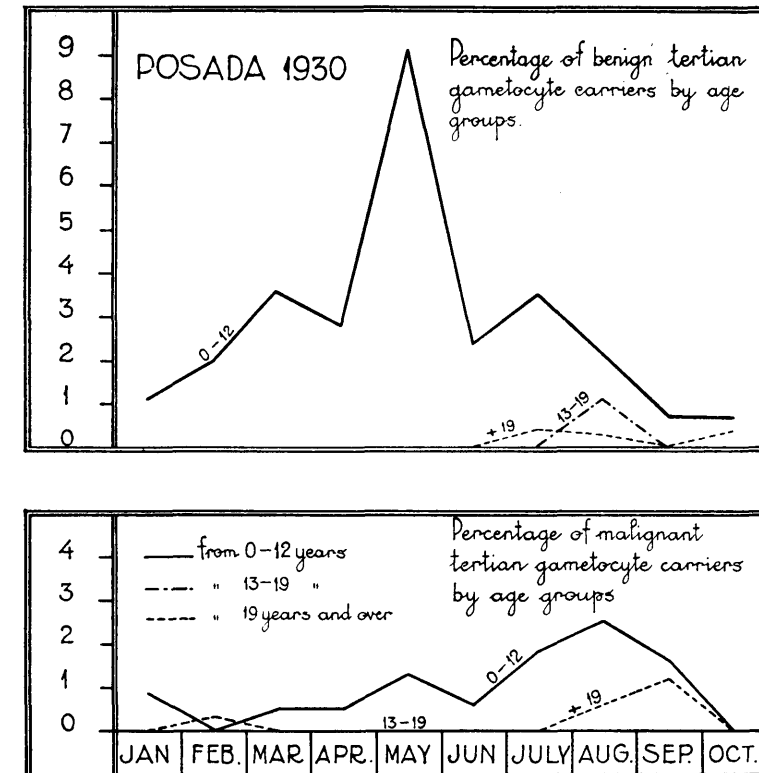 POSADA 1930
Percentage of benign tertian
gametocyte carriers by age
groups.
9
8
7
6
5
4
3
2
1
0
0-12
+ 19
13-19
Percentage of malignant
tertian gametocyte carriers
by age groups
from 0-12 years
" 13-19 "
" 19 years and over
4
3
2
1
0
0-12
+ 19
13-19
JAN FEB. MAR APR. MAY JUN JULY AUG. SEP. OCT.